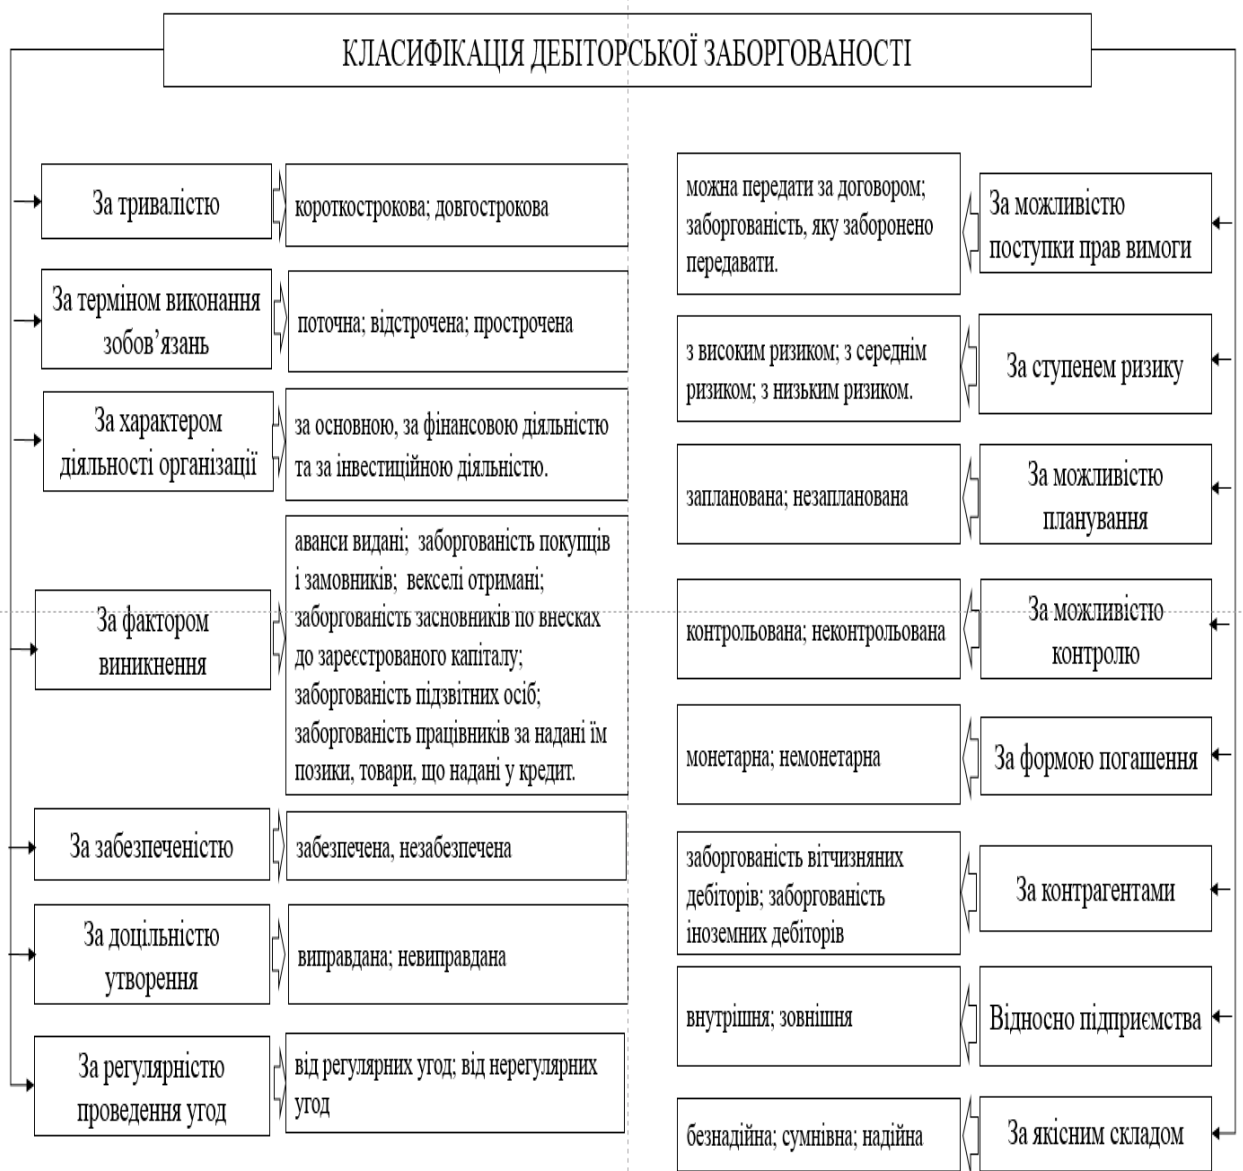 КЛАСИФІКАЦІЯ ДЕБІТОРСЬКОЇ ЗАБОРГОВАНОСТІ
За тривалістю
короткострокова; довгострокова
За терміном виконання
зобов’язань
поточна; відстрочена; прострочена
За характером
діяльності організації
за основною, за фінансовою діяльністю
та за інвестиційною діяльністю.
За фактором
виникнення
аванси видані; заборгованість покупців
і замовників; векселі отримані;
заборгованість засновників по внесках
до зареєстрованого капіталу;
заборгованість підзвітних осіб;
заборгованість працівників за надані їм
позики, товари, що надані у кредит.
За забезпеченістю
забезпечена, незабезпечена
За доцільністю
утворення
виправдана; невиправдана
За регулярністю
проведення угод
від регулярних угод; від нерегулярних
угод
можна передати за договором;
заборгованість, яку заборонено
передавати.
За можливістю
поступки прав вимоги
з високим ризиком; з середнім
ризиком; з низьким ризиком.
За ступенем ризику
запланована; незапланована
За можливістю
планування
контрольована; неконтрольована
За можливістю
контролю
монетарна; немонетарна
За формою погашення
заборгованість вітчизняних
дебіторів; заборгованість
іноземних дебіторів
За контрагентами
внутрішня; зовнішня
Відносно підприємства
безнадійна; сумнівна; надійна
За якісним складом